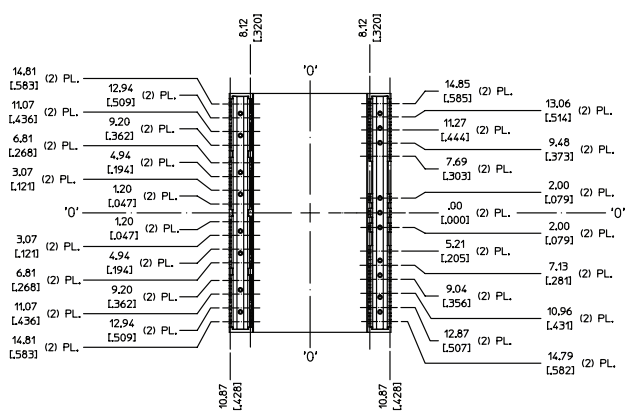 8.12
[.320]
8.12
[.320]
'0'
14.81
[.583] (2) PL.
12.94
[.509] (2) PL.
11.07
[.436] (2) PL.
9.20
[.362] (2) PL.
6.81
[.268] (2) PL.
4.94
[.194] (2) PL.
3.07
[.121] (2) PL.
1.20
[.047] (2) PL.
'0'
1.20
[.047] (2) PL.
3.07
[.121] (2) PL.
4.94
[.194] (2) PL.
6.81
[.268] (2) PL.
9.20
[.362] (2) PL.
11.07
[.436] (2) PL.
12.94
[.509] (2) PL.
14.81
[.583] (2) PL.
14.85
[.585] (2) PL.
13.06
[.514] (2) PL.
11.27
[.444] (2) PL.
9.48
[.373] (2) PL.
7.69
[.303] (2) PL.
2.00
[.079] (2) PL.
.00
[.000] (2) PL.
'0'
2.00
[.079] (2) PL.
5.21
[.205] (2) PL.
7.13
[.281] (2) PL.
9.04
[.356] (2) PL.
10.96
[.431] (2) PL.
12.87
[.507] (2) PL.
14.79
[.582] (2) PL.
'0'
10.87
[.428]
10.87
[.428]